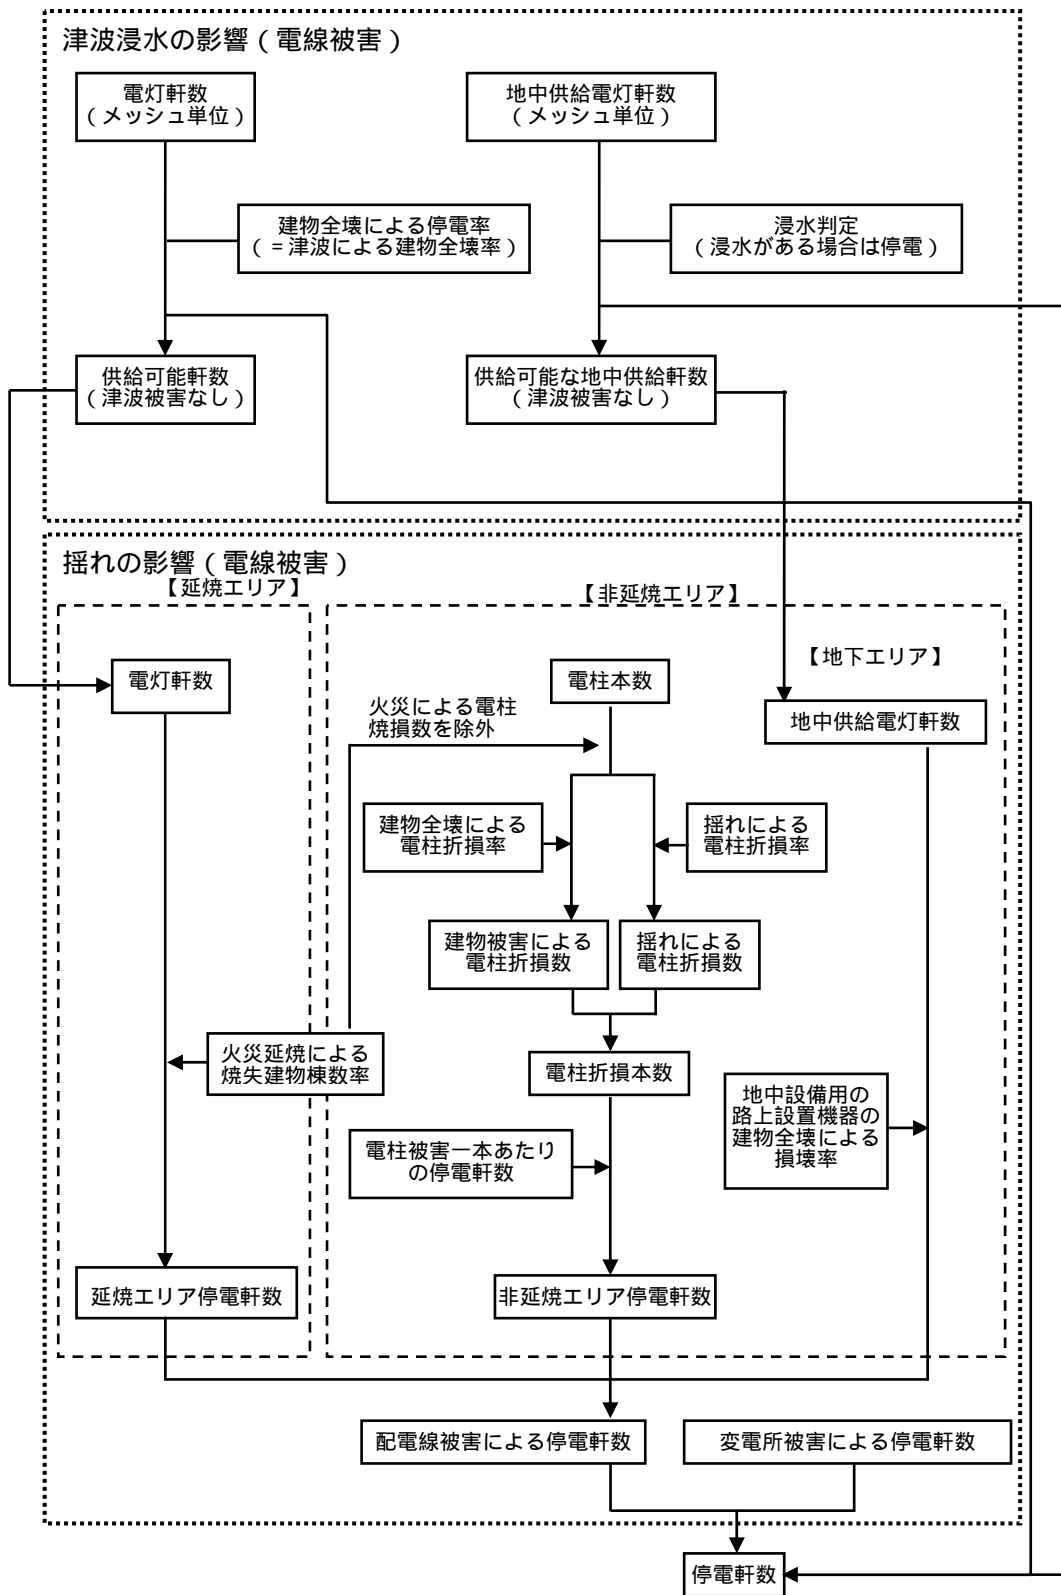 津波浸水の影響（電線被害）
電灯軒数
（メッシュ単位）
地中供給電灯軒数
（メッシュ単位）
建物全壊による停電率
（＝津波による建物全壊率）
浸水判定
（浸水がある場合は停電）
供給可能軒数
（津波被害なし）
供給可能な地中供給軒数
（津波被害なし）
揺れの影響（電線被害）
【延焼エリア】
【非延焼エリア】
【地下エリア】
電灯軒数
電柱本数
火災による電柱
焼損数を除外
地中供給電灯軒数
建物全壊による
電柱折損率
揺れによる
電柱折損率
建物被害による
電柱折損数
揺れによる
電柱折損数
火災延焼による
焼失建物棟数率
電柱折損本数
地中設備用の
路上設置機器の
建物全壊による
損壊率
電柱被害一本あたり
の停電軒数
延焼エリア停電軒数
非延焼エリア停電軒数
配電線被害による停電軒数
変電所被害による停電軒数
停電軒数